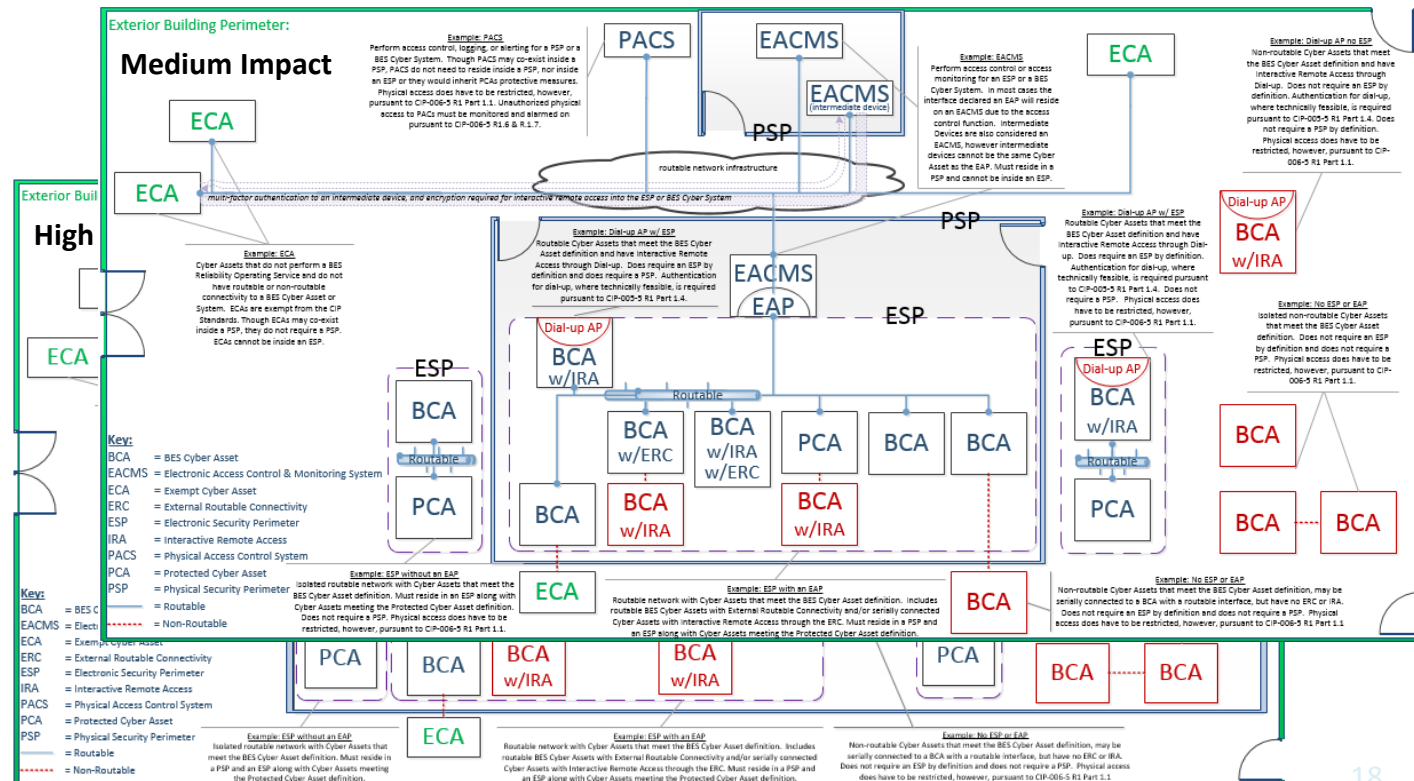 Exterior Building Perimeter:
Medium Impact
Example: PACS
Perform access control, logging, or alerting for a PSP or a
BES Cyber System. Though PACS may co-exist inside a
PSP, PACS do not need to reside inside a PSP, nor inside
an ESP or they would inherit PCAs protective measures.
Physical access does have to be restricted, however,
pursuant to CIP-006-5 R1 Part 1.1. Unauthorized physical
access to PACs must be monitored and alarmed on
pursuant to CIP-006-5 R1.6 & R.1.7.
PACS
EACMS
EACMS
(intermediate device)
PSP
Example: EACMS
Perform access control or access
monitoring for an ESP or a BES
Cyber System. In most cases the
interface declared an EAP will reside
on an EACMS due to the access
control function. Intermediate
Devices are also considered an
EACMS, however intermediate
devices cannot be the same Cyber
Asset as the EAP. Must reside in a
PSP and cannot be inside an ESP.
ECA
Example: Dial-up AP no ESP
Non-routable Cyber Assets that meet
the BES Cyber Asset definition and have
Interactive Remote Access through
Dial-up. Does not require an ESP by
definition. Authentication for dial-up,
where technically feasible, is required
pursuant to CIP-005-5 R1 Part 1.4. Does
not require a PSP by definition.
Physical access does have to be
restricted, however, pursuant to CIP-
006-5 R1 Part 1.1.
ECA
ECA
routable network infrastructure
multi-factor authentication to an intermediate device, and encryption required for interactive remote access into the ESP or BES Cyber System
Example: ECA
Cyber Assets that do not perform a BES
Reliability Operating Service and do not
have routable or non-routable
connectivity to a BES Cyber Asset or
System. ECAs are exempt from the CIP
Standards. Though ECAs may co-exist
inside a PSP, they do not require a PSP.
ECAs cannot be inside an ESP.
Example: Dial-up AP w/ ESP
Routable Cyber Assets that meet the BES Cyber
Asset definition and have Interactive Remote
Access through Dial-up. Does require an ESP by
definition and does require a PSP. Authentication
for dial-up, where technically feasible, is required
pursuant to CIP-005-5 R1 Part 1.4.
PSP
EACMS
EAP
ESP
Example: Dial-up AP w/ ESP
Routable Cyber Assets that meet the
BES Cyber Asset definition and have
Interactive Remote Access through Dial-
up. Does require an ESP by definition.
Authentication for dial-up, where
technically feasible, is required pursuant
to CIP-005-5 R1 Part 1.4. Does not
require a PSP. Physical access does
have to be restricted, however,
pursuant to CIP-006-5 R1 Part 1.1.
Dial-up AP
BCA
w/IRA
Example: No ESP or EAP
Isolated non-routable Cyber Assets
that meet the BES Cyber Asset
definition. Does not require an ESP
by definition and does not require a
PSP. Physical access does have to be
restricted, however, pursuant to CIP-
006-5 R1 Part 1.1.
ESP
BCA
Routable
PCA
Dial-up AP
BCA
w/IRA
Routable
BCA
w/ERC
BCA
w/IRA
w/ERC
PCA
BCA
BCA
BCA
BCA
w/IRA
BCA
w/IRA
ESP
Dial-up AP
BCA
w/IRA
Routable
PCA
BCA
BCA
BCA
ECA
BCA
Key:
BCA = BES Cyber Asset
EACMS = Electronic Access Control & Monitoring System
ECA = Exempt Cyber Asset
ERC = External Routable Connectivity
ESP = Electronic Security Perimeter
IRA = Interactive Remote Access
PACS = Physical Access Control System
PCA = Protected Cyber Asset
PSP = Physical Security Perimeter
= Routable
= Non-Routable
Example: ESP without an EAP
Isolated routable network with Cyber Assets that meet the
BES Cyber Asset definition. Must reside in an ESP along with
Cyber Assets meeting the Protected Cyber Asset definition.
Does not require a PSP. Physical access does have to be
restricted, however, pursuant to CIP-006-5 R1 Part 1.1.
Example: ESP with an EAP
Routable network with Cyber Assets that meet the BES Cyber Asset definition. Includes
routable BES Cyber Assets with External Routable Connectivity and/or serially connected
Cyber Assets with Interactive Remote Access through the ERC. Must reside in a PSP and
an ESP along with Cyber Assets meeting the Protected Cyber Asset definition.
Example: No ESP or EAP
Non-routable Cyber Assets that meet the BES Cyber Asset definition, may be
serially connected to a BCA with a routable interface, but have no ERC or IRA.
Does not require an ESP by definition and does not require a PSP. Physical
access does have to be restricted, however, pursuant to CIP-006-5 R1 Part 1.1
Exterior Buil
High
ECA
Key:
BCA = BES C
EACMS = Elect
ECA = Exempt Cyber Asset
ERC = External Routable Connectivity
ESP = Electronic Security Perimeter
IRA = Interactive Remote Access
PACS = Physical Access Control System
PCA = Protected Cyber Asset
PSP = Physical Security Perimeter
= Routable
= Non-Routable
PCA
BCA
BCA
w/IRA
BCA
w/IRA
PCA
BCA
BCA
ECA
Example: ESP without an EAP
Isolated routable network with Cyber Assets that
meet the BES Cyber Asset definition. Must reside in
a PSP and an ESP along with Cyber Assets meeting
the Protected Cyber Asset definition.
Example: ESP with an EAP
Routable network with Cyber Assets that meet the BES Cyber Asset definition. Includes
routable BES Cyber Assets with External Routable Connectivity and/or serially connected
Cyber Assets with Interactive Remote Access through the ERC. Must reside in a PSP and
an ESP along with Cyber Assets meeting the Protected Cyber Asset definition.
Example: No ESP or EAP
Non-routable Cyber Assets that meet the BES Cyber Asset definition, may be
serially connected to a BCA with a routable interface, but have no ERC or IRA.
Does not require an ESP by definition and does not require a PSP. Physical access
does have to be restricted, however, pursuant to CIP-006-5 R1 Part 1.1
18